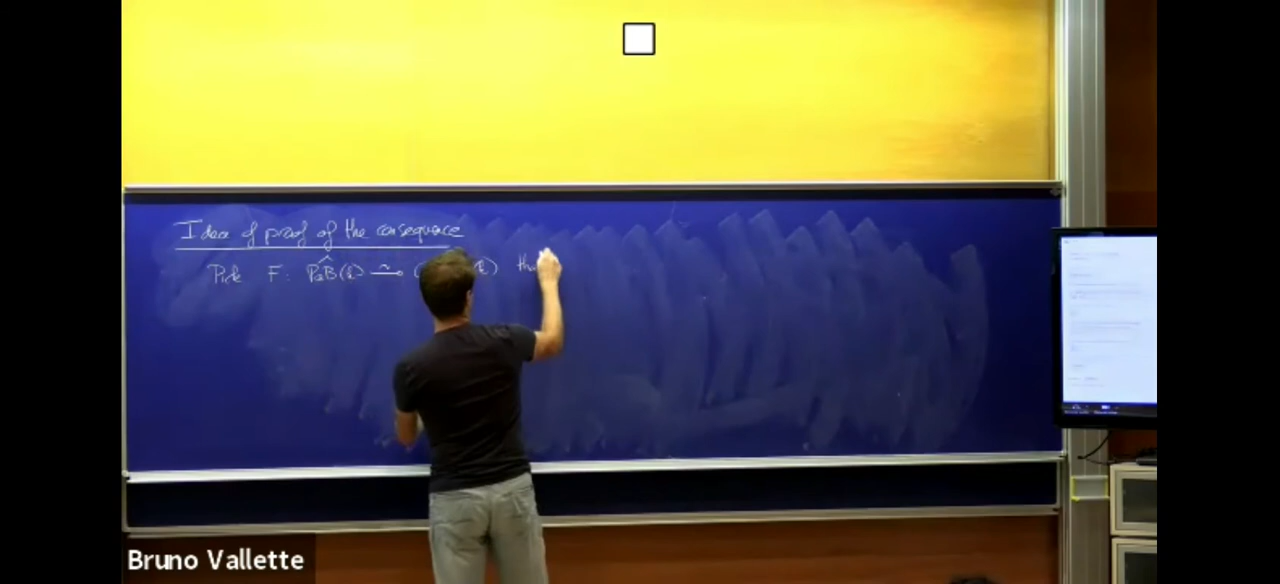 Idea of proof of the consequence
Pick F: PaB(k) ~→ ( k)
Bruno Vallette